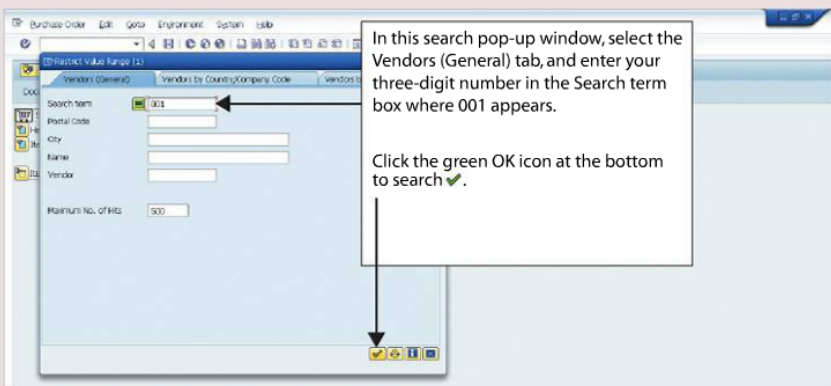 Purchase Order Edit Goto Environment System Help
Restrict Value Range (1)
Vendors (General) Vendors by Country/Company Code Vendors
Search term 001
Postal Code
City
Name
Vendor
Maximum No. of Hits 500
In this search pop-up window, select the
Vendors (General) tab, and enter your
three-digit number in the Search term
box where 001 appears.
Click the green OK icon at the bottom
to search ✔.